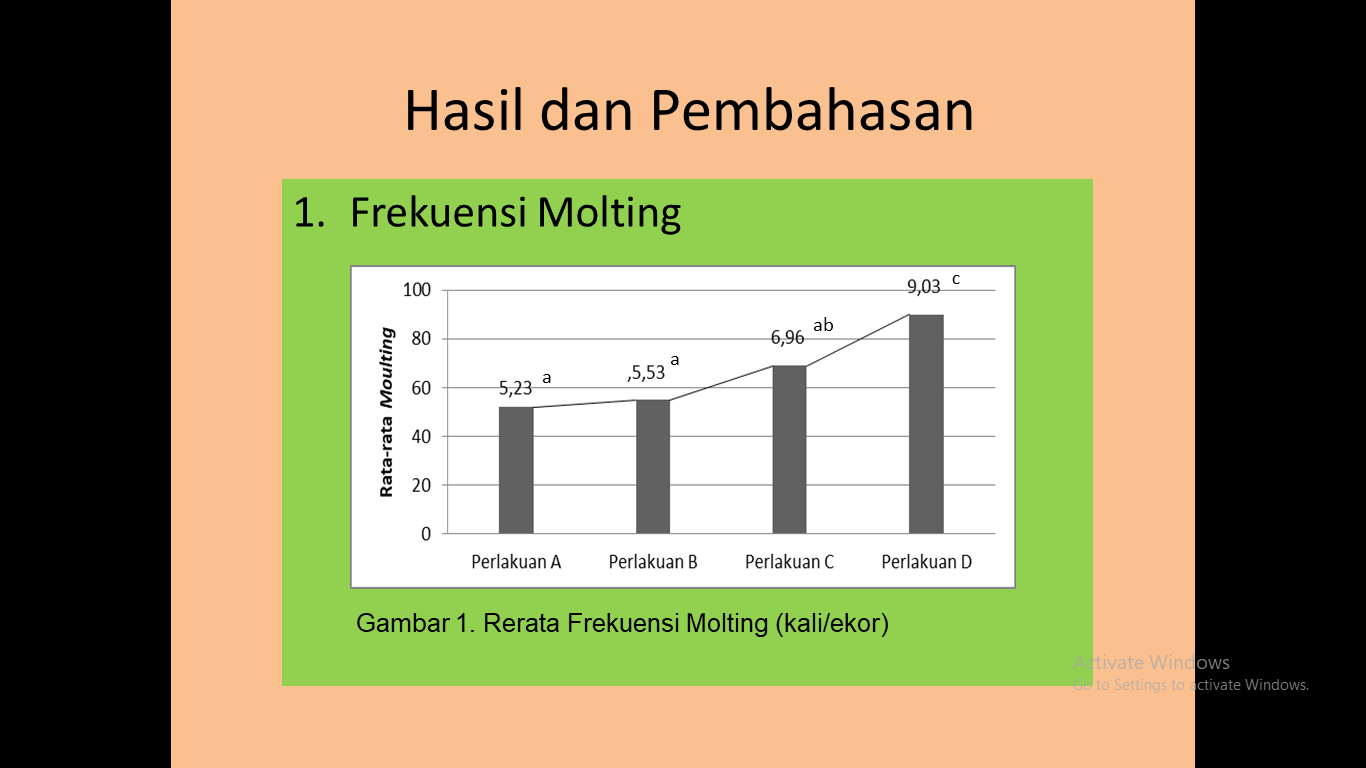 Hasil dan Pembahasan
1. Frekuensi Molting
Rata-rata Moulting
100
80
60
40
20
0
5,23 a
,5,53 a
6,96 ab
9,03 c
Perlakuan A
Perlakuan B
Perlakuan C
Perlakuan D
Gambar 1. Rerata Frekuensi Molting (kali/ekor)
Activate Windows
Go to Settings to activate Windows.